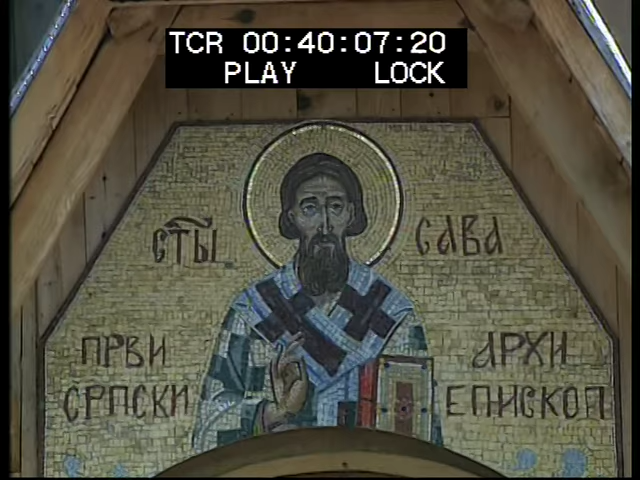 TCR 00:40:07:20
PLAY LOCK
СТЫ САВА
ПРВИ АРХИ
СРПСКИ ЕПИСКОП